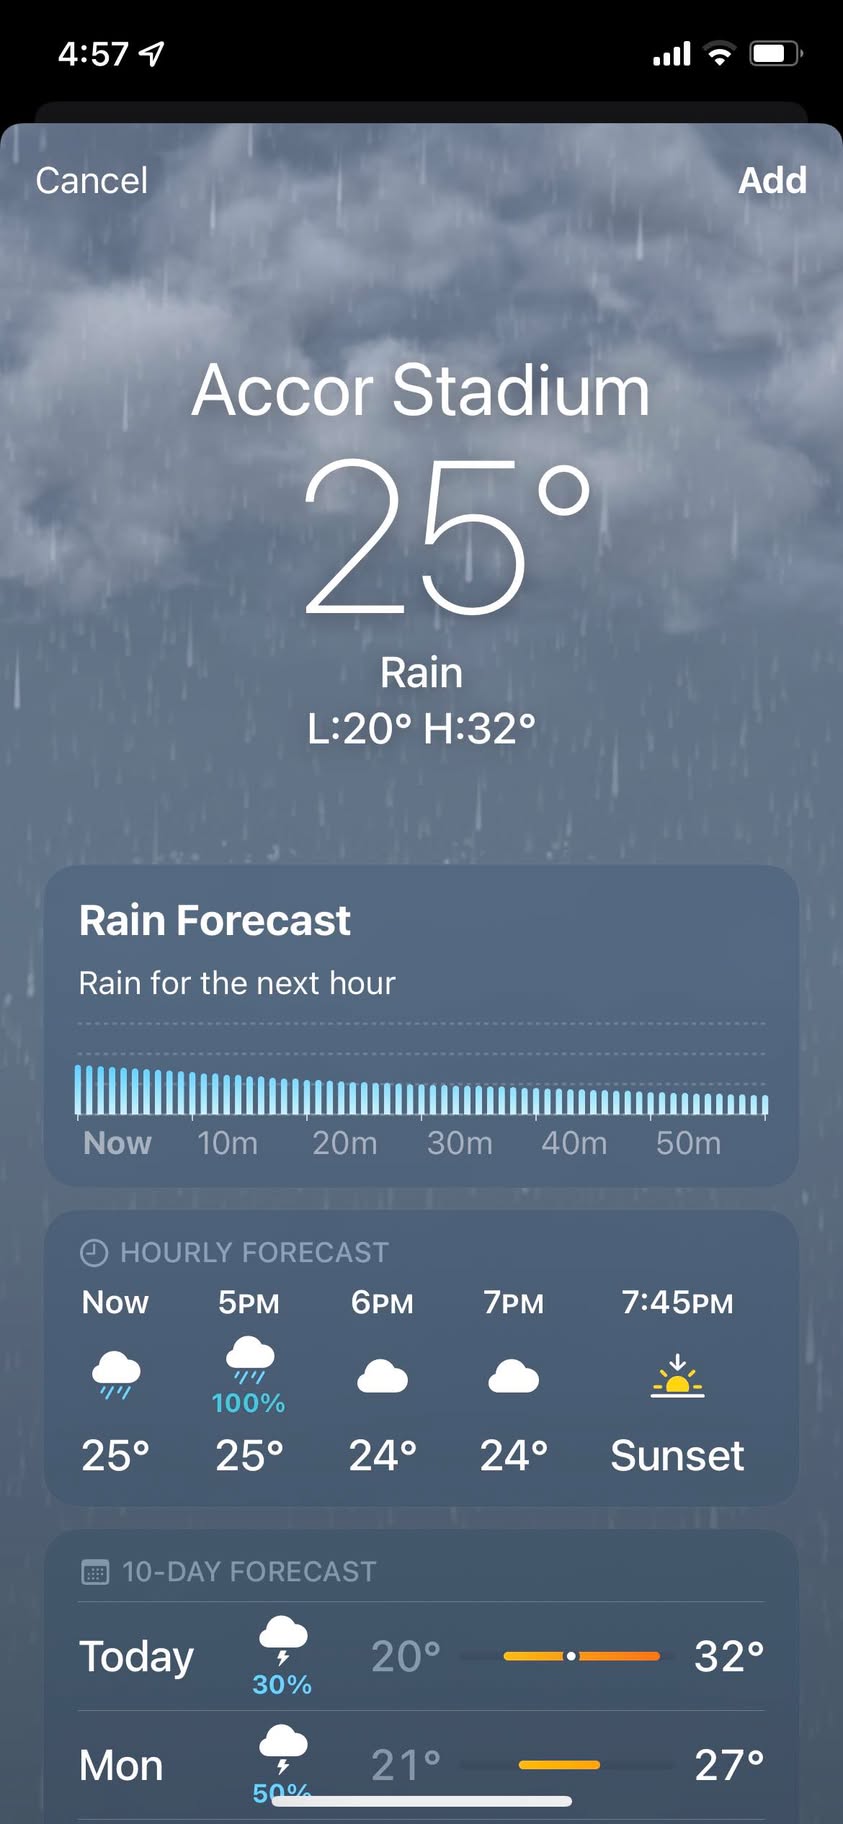 4:57
Cancel Add
Accor Stadium
25°
Rain
L:20° H:32°
Rain Forecast
Rain for the next hour
Now 10m 20m 30m 40m 50m
HOURLY FORECAST
Now 5PM 6PM 7PM 7:45PM
100%
25° 25° 24° 24° Sunset
10-DAY FORECAST
Today 20° 32°
30%
Mon 21° 27°
50%